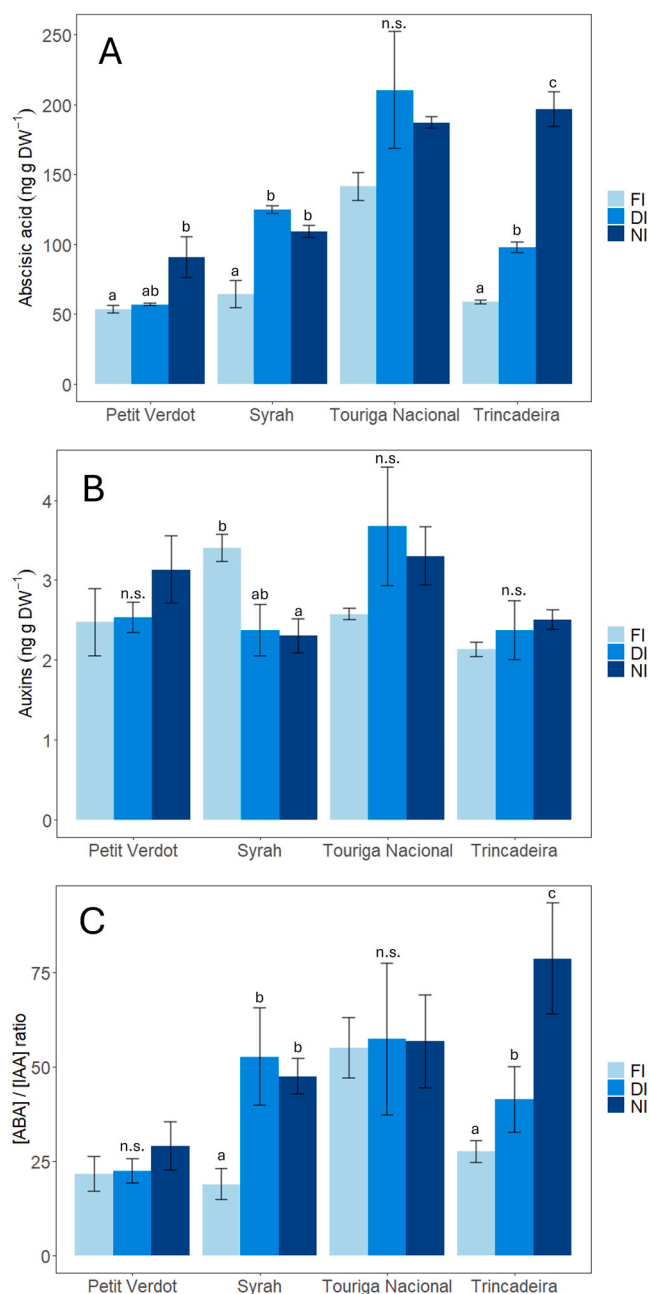 A
Abscisic acid (ng g DW⁻¹)
250
200
150
100
50
0
a
ab
b
a
b
b
n.s.
a
b
c
Petit Verdot
Syrah
Touriga Nacional
Trincadeira
FI
DI
NI
B
Auxins (ng g DW⁻¹)
4
3
2
1
0
n.s.
b
ab
a
n.s.
n.s.
Petit Verdot
Syrah
Touriga Nacional
Trincadeira
FI
DI
NI
C
[ABA] / [IAA] ratio
75
50
25
0
n.s.
a
b
b
n.s.
a
b
c
Petit Verdot
Syrah
Touriga Nacional
Trincadeira
FI
DI
NI